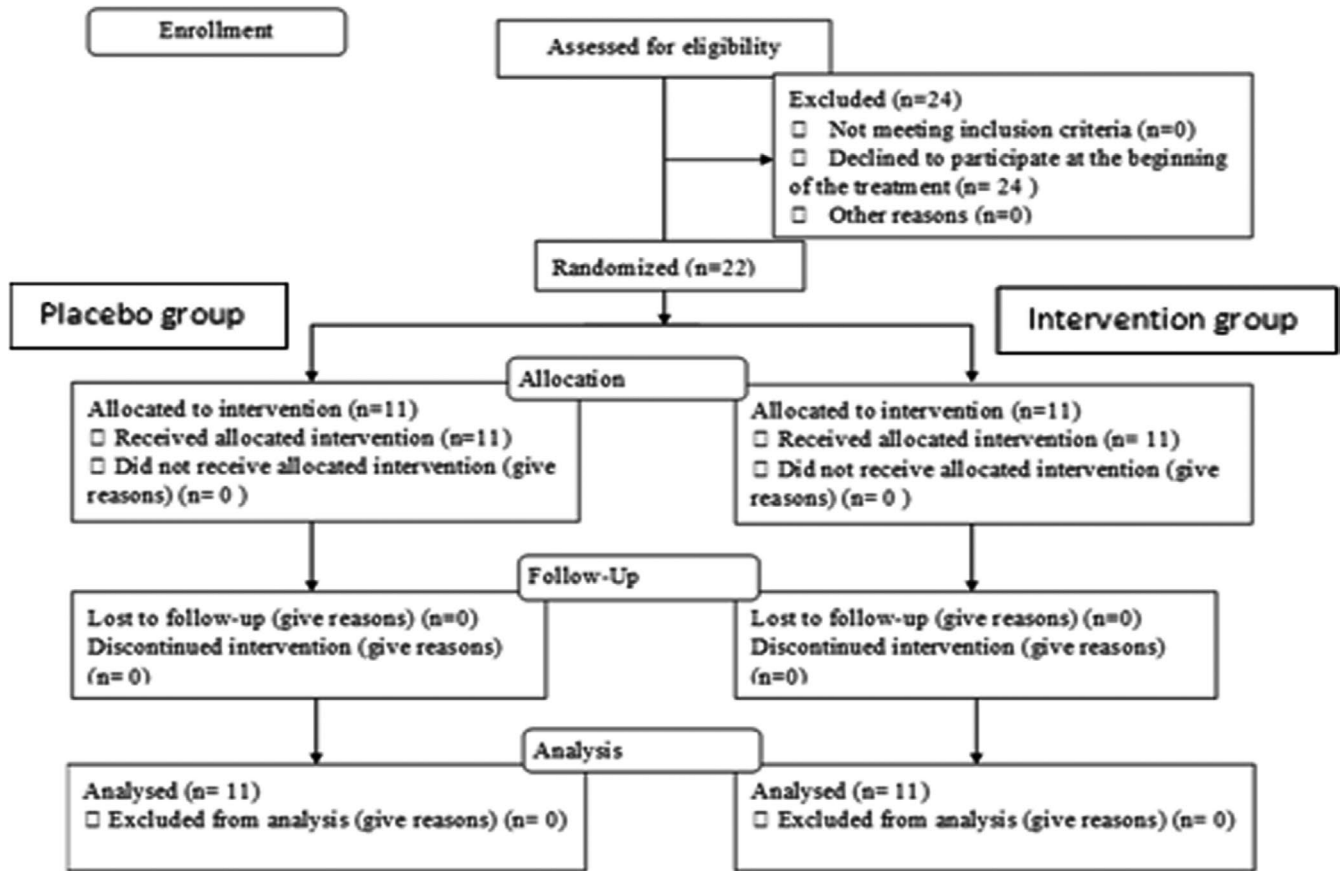 Enrollment
Assessed for eligibility
Excluded (n=24)
Not meeting inclusion criteria (n=0)
Declined to participate at the beginning
of the treatment (n= 24 )
Other reasons (n=0)
Randomized (n=22)
Placebo group
Intervention group
Allocation
Allocated to intervention (n=11)
Received allocated intervention (n=11)
Did not receive allocated intervention (give
reasons) (n= 0 )
Allocated to intervention (n=11)
Received allocated intervention (n= 11)
Did not receive allocated intervention (give
reasons) (n= 0 )
Follow-Up
Lost to follow-up (give reasons) (n=0)
Discontinued intervention (give reasons)
(n= 0)
Lost to follow-up (give reasons) (n=0)
Discontinued intervention (give reasons)
(n=0)
Analysis
Analysed (n= 11)
Excluded from analysis (give reasons) (n= 0)
Analysed (n= 11)
Excluded from analysis (give reasons) (n= 0)